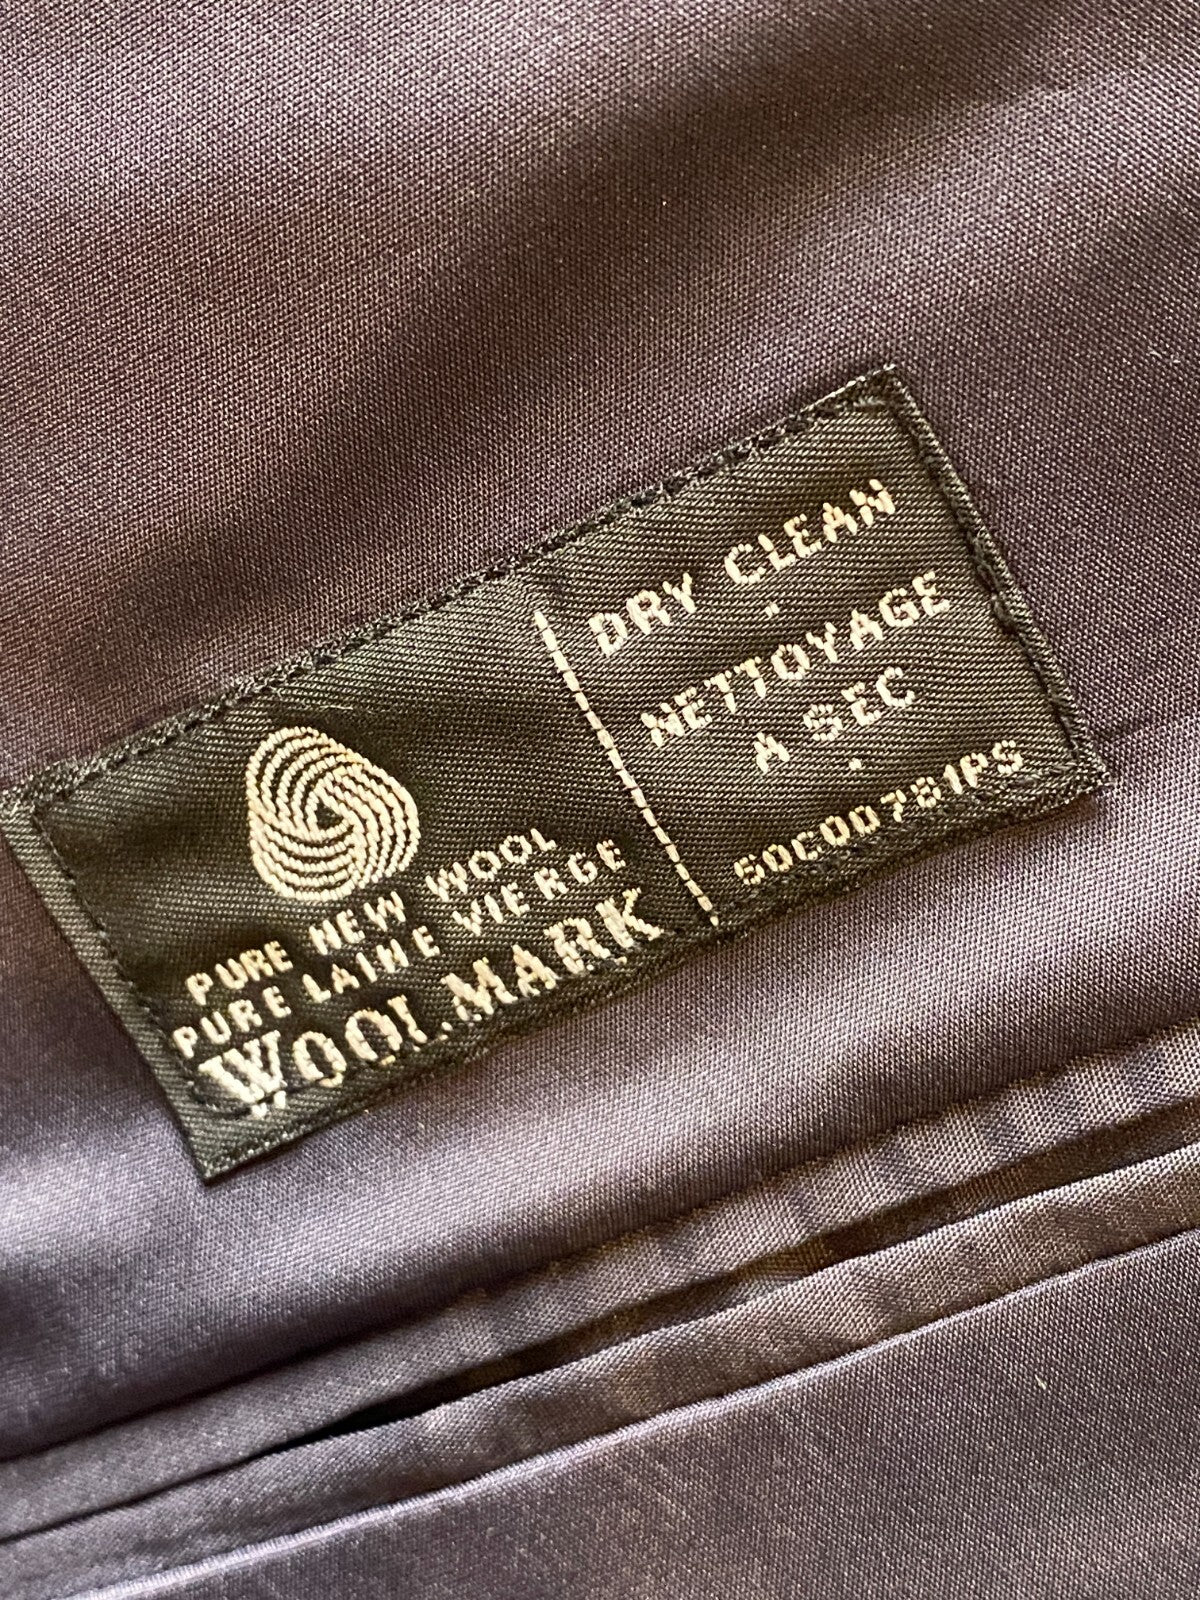 PURE NEW WOOL
PURE LAINE VIERGE
WOOLMARK
DRY CLEAN
NETTOYAGE
A SEC
50C00781PS